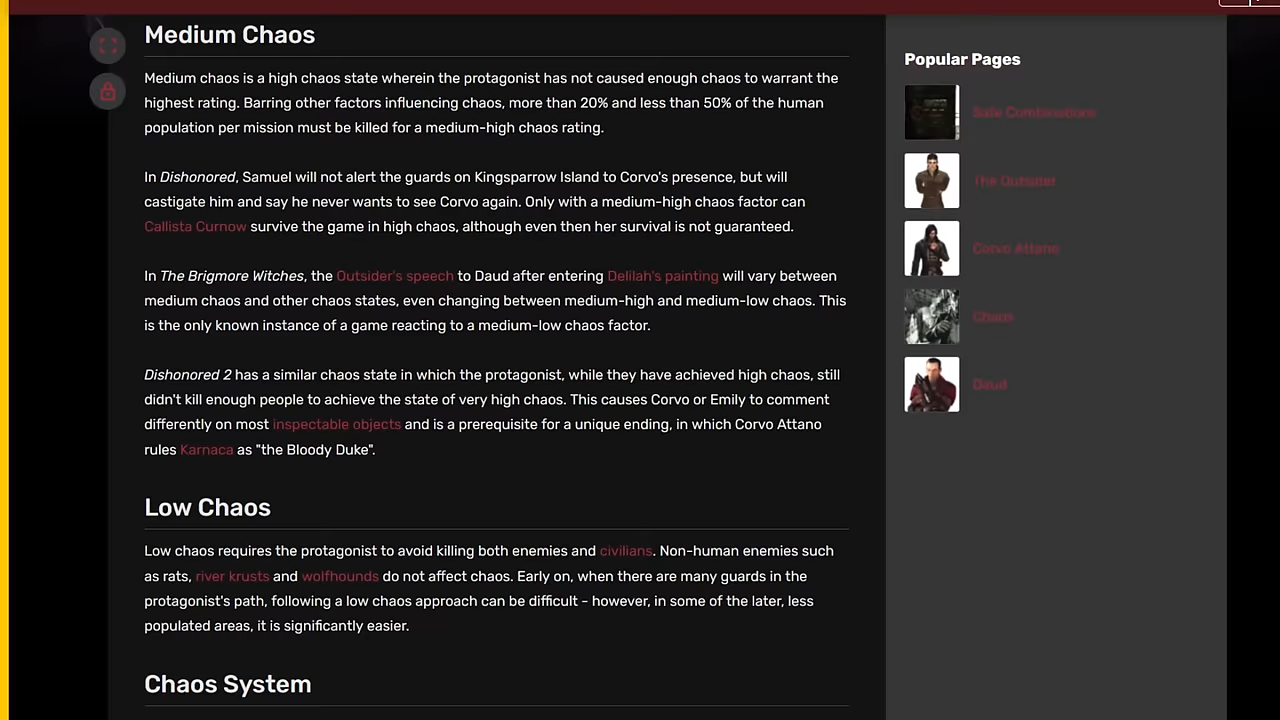 Medium Chaos
Medium chaos is a high chaos state wherein the protagonist has not caused enough chaos to warrant the
highest rating. Barring other factors influencing chaos, more than 20% and less than 50% of the human
population per mission must be killed for a medium-high chaos rating.
In Dishonored, Samuel will not alert the guards on Kingsparrow Island to Corvo's presence, but will
castigate him and say he never wants to see Corvo again. Only with a medium-high chaos factor can
Callista Curnow survive the game in high chaos, although even then her survival is not guaranteed.
In The Brigmore Witches, the Outsider's speech to Daud after entering Delilah's painting will vary between
medium chaos and other chaos states, even changing between medium-high and medium-low chaos. This
is the only known instance of a game reacting to a medium-low chaos factor.
Dishonored 2 has a similar chaos state in which the protagonist, while they have achieved high chaos, still
didn't kill enough people to achieve the state of very high chaos. This causes Corvo or Emily to comment
differently on most inspectable objects and is a prerequisite for a unique ending, in which Corvo Attano
rules Karnaca as "the Bloody Duke".
Low Chaos
Low chaos requires the protagonist to avoid killing both enemies and civilians. Non-human enemies such
as rats, river krusts and wolfhounds do not affect chaos. Early on, when there are many guards in the
protagonist's path, following a low chaos approach can be difficult - however, in some of the later, less
populated areas, it is significantly easier.
Chaos System
Popular Pages
Safe Combinations
The Outsider
Corvo Attano
Chaos
Daud